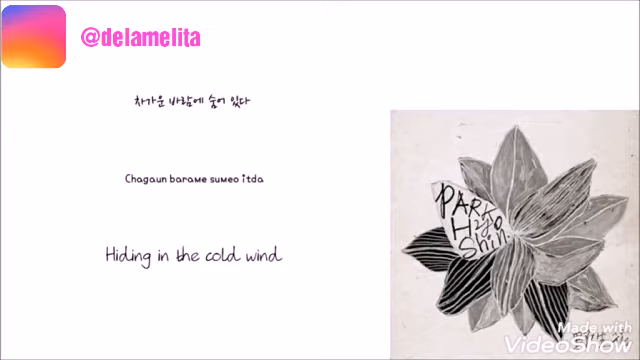 @delamelita
차가운 바람에 숨어 있다
Chagaun barame sumeo itda
Hiding in the cold wind
PARK
Hyo
Shin.
Made with
VideoShow